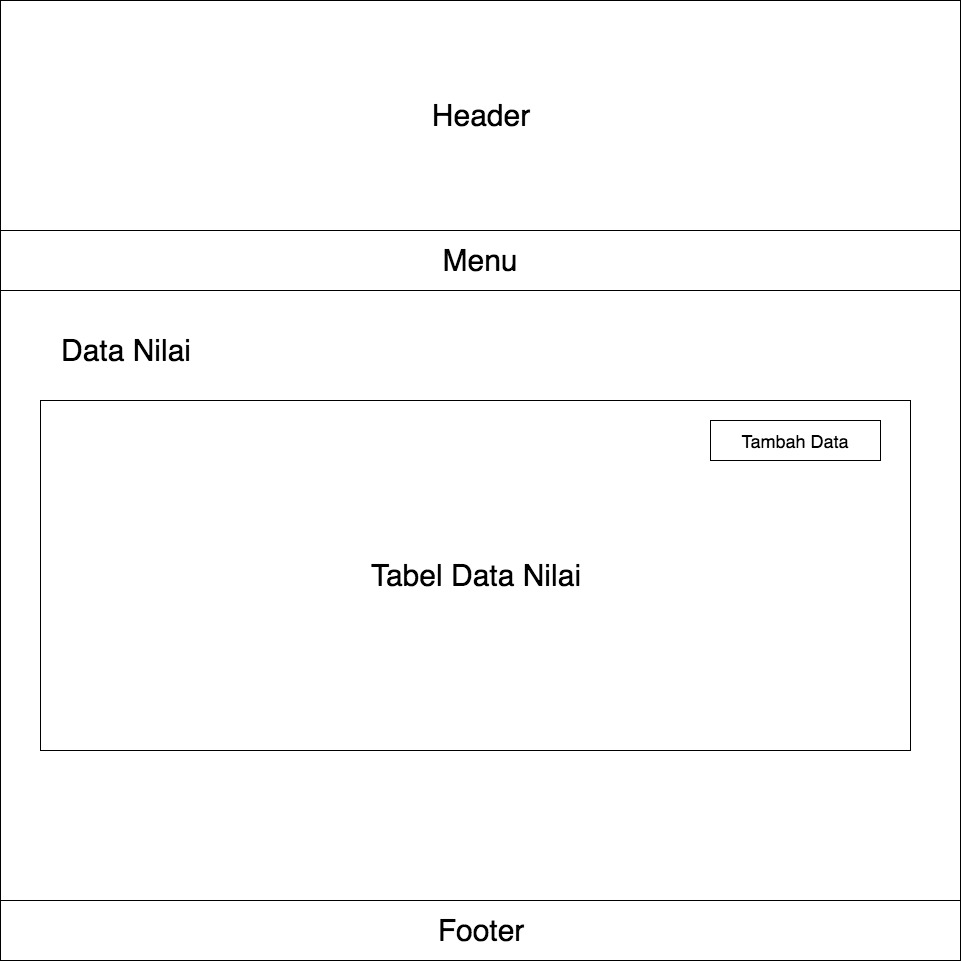 Header
Menu
Data Nilai
Tambah Data
Tabel Data Nilai
Footer